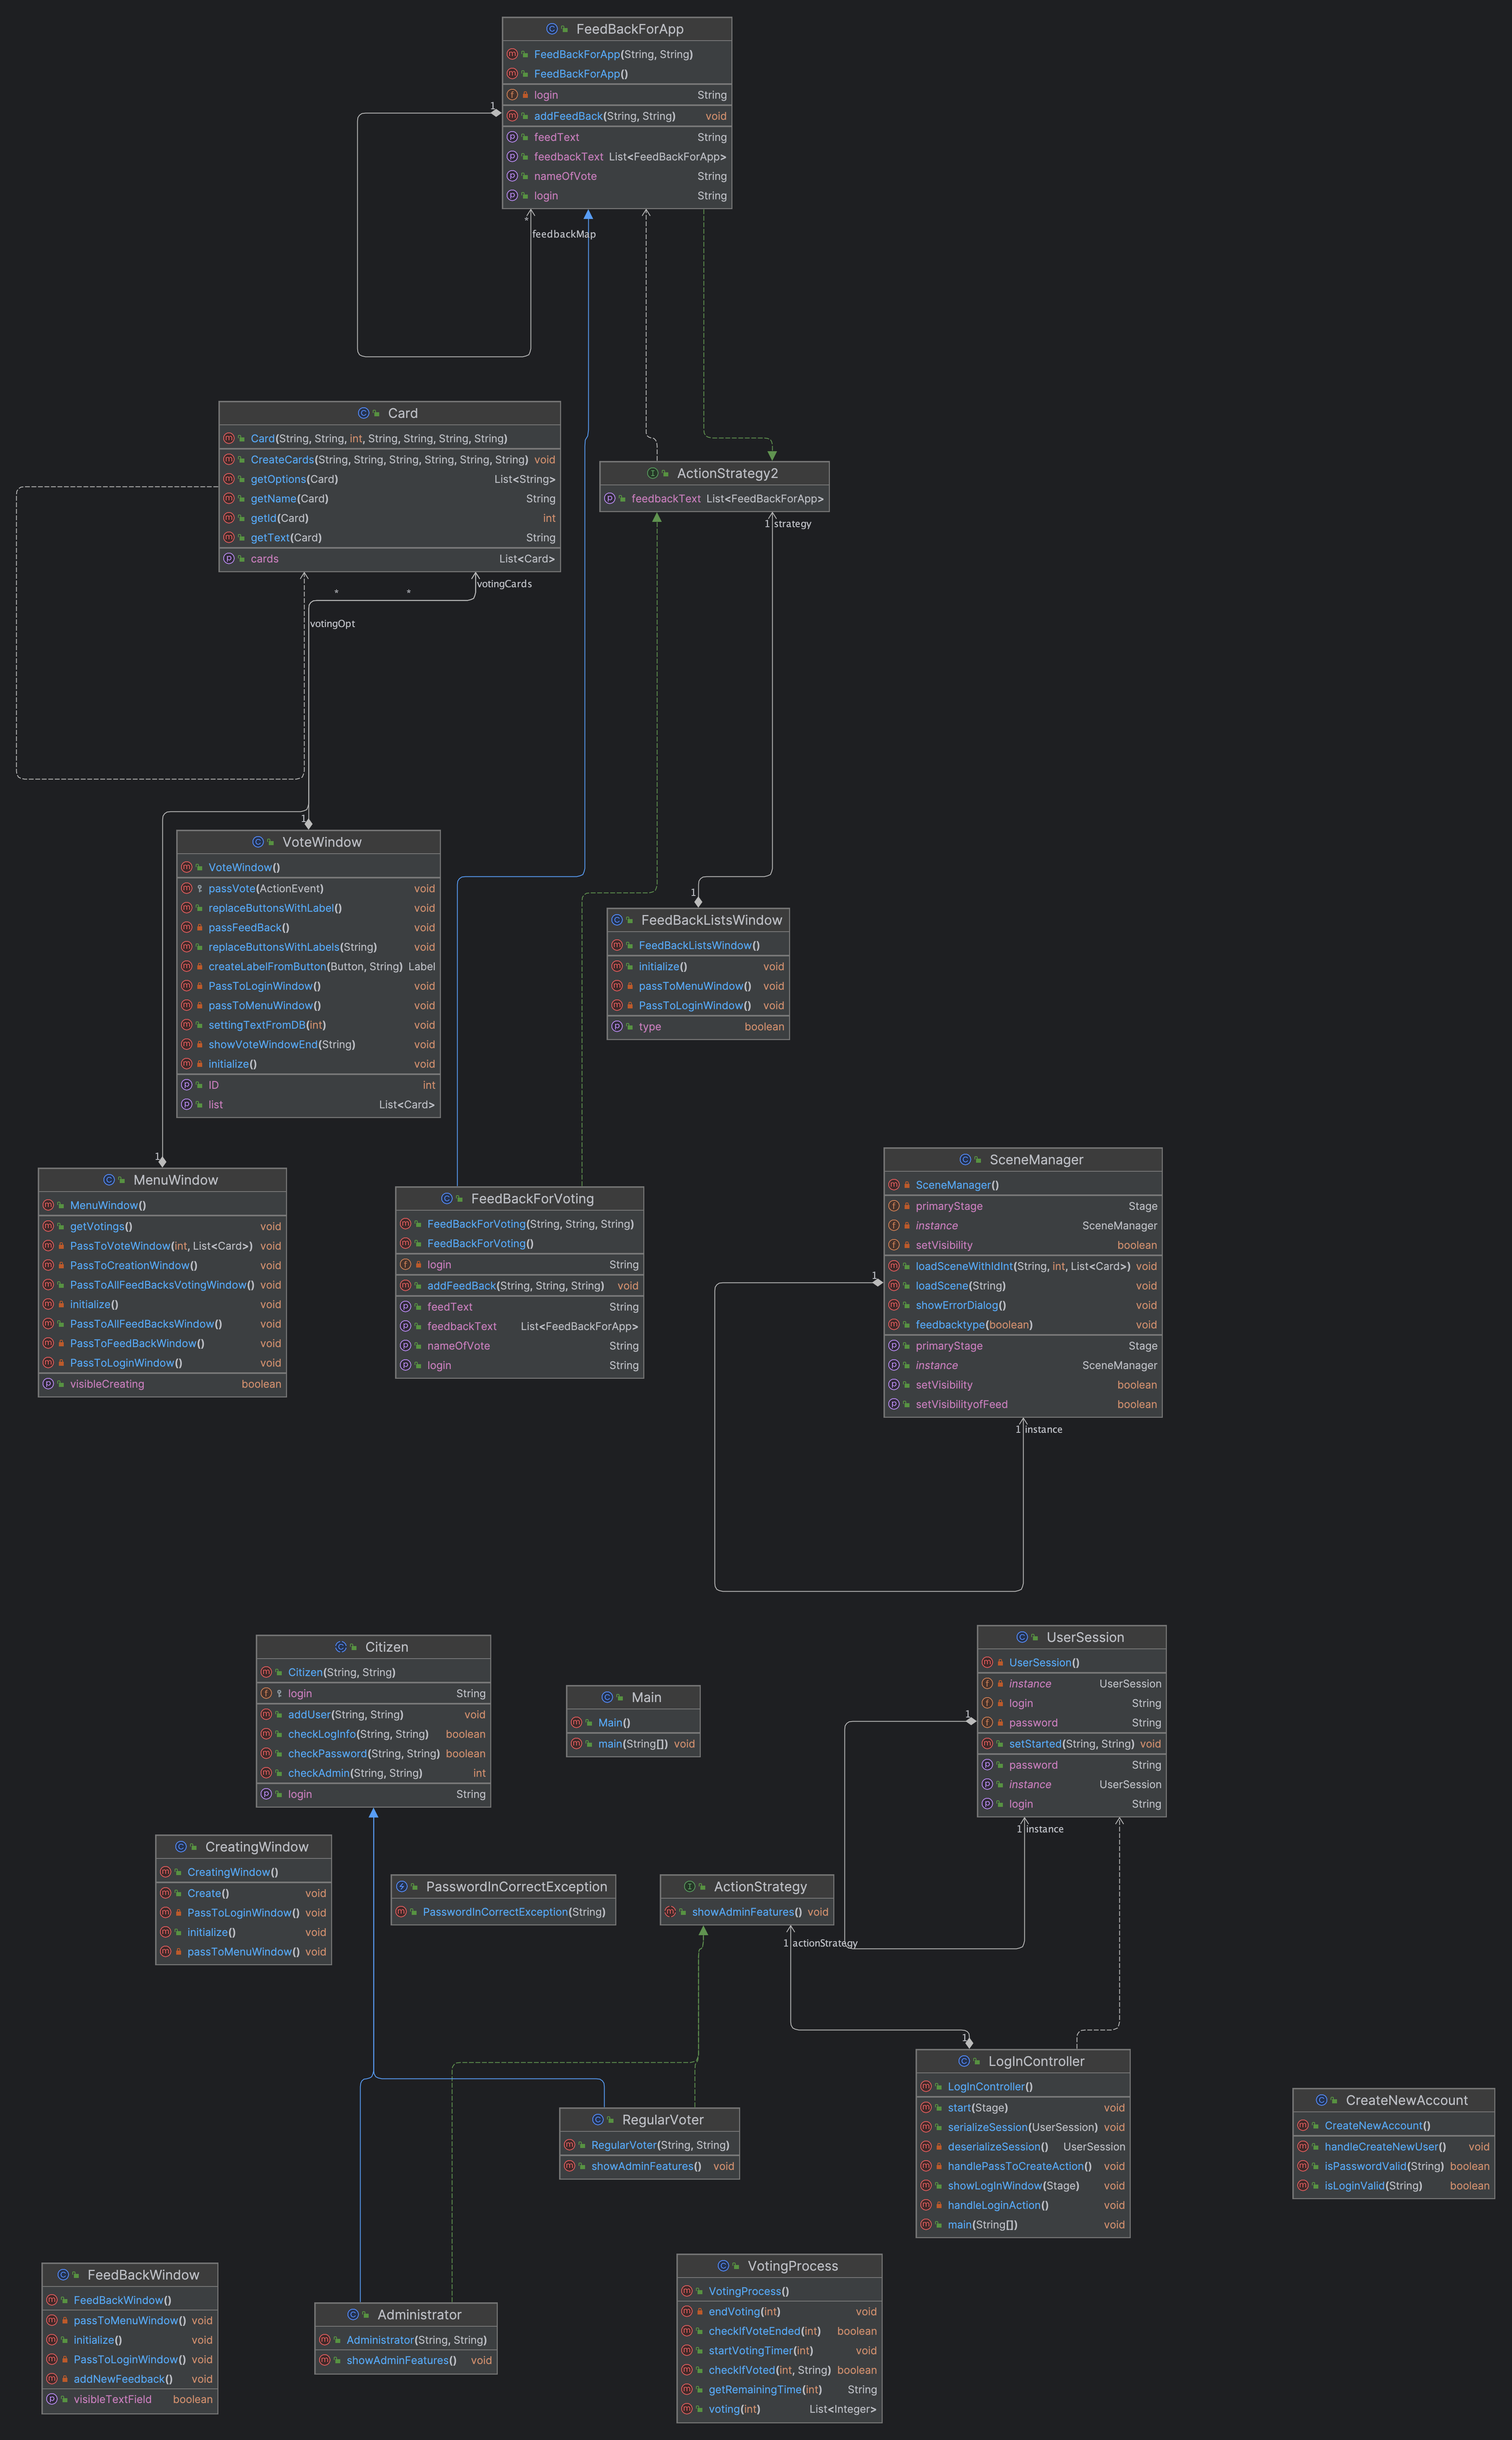 FeedBackForApp
FeedBackForApp(String, String)
FeedBackForApp()
login String
addFeedBack(String, String) void
feedText String
feedbackText List<FeedBackForApp>
nameOfVote String
login String
1
*
feedbackMap
Card
Card(String, String, int, String, String, String, String)
CreateCards(String, String, String, String, String, String) void
getOptions(Card) List<String>
getName(Card) String
getId(Card) int
getText(Card) String
cards List<Card>
ActionStrategy2
feedbackText List<FeedBackForApp>
1 strategy
votingCards
* *
votingOpt
1
VoteWindow
VoteWindow()
passVote(ActionEvent) void
replaceButtonsWithLabel() void
passFeedBack() void
replaceButtonsWithLabels(String) void
createLabelFromButton(Button, String) Label
PassToLoginWindow() void
passToMenuWindow() void
settingTextFromDB(int) void
showVoteWindowEnd(String) void
initialize() void
ID int
list List<Card>
1
FeedBackListsWindow
FeedBackListsWindow()
initialize() void
passToMenuWindow() void
PassToLoginWindow() void
type boolean
1
MenuWindow
MenuWindow()
getVotings() void
PassToVoteWindow(int, List<Card>) void
PassToCreationWindow() void
PassToAllFeedBacksVotingWindow() void
initialize() void
PassToAllFeedBacksWindow() void
PassToFeedBackWindow() void
PassToLoginWindow() void
visibleCreating boolean
FeedBackForVoting
FeedBackForVoting(String, String, String)
FeedBackForVoting()
login String
addFeedBack(String, String, String) void
feedText String
feedbackText List<FeedBackForApp>
nameOfVote String
login String
SceneManager
SceneManager()
primaryStage Stage
instance SceneManager
setVisibility boolean
loadSceneWithIdInt(String, int, List<Card>) void
loadScene(String) void
showErrorDialog() void
feedbacktype(boolean) void
primaryStage Stage
instance SceneManager
setVisibility boolean
setVisibilityofFeed boolean
1
1 instance
Citizen
Citizen(String, String)
login String
addUser(String, String) void
checkLogInfo(String, String) boolean
checkPassword(String, String) boolean
checkAdmin(String, String) int
login String
Main
Main()
main(String[]) void
UserSession
UserSession()
instance UserSession
login String
password String
setStarted(String, String) void
password String
instance UserSession
login String
1
1 instance
CreatingWindow
CreatingWindow()
Create() void
PassToLoginWindow() void
initialize() void
passToMenuWindow() void
PasswordInCorrectException
PasswordInCorrectException(String)
ActionStrategy
showAdminFeatures() void
1 actionStrategy
1
LogInController
LogInController()
start(Stage) void
serializeSession(UserSession) void
deserializeSession() UserSession
handlePassToCreateAction() void
showLogInWindow(Stage) void
handleLoginAction() void
main(String[]) void
CreateNewAccount
CreateNewAccount()
handleCreateNewUser() void
isPasswordValid(String) boolean
isLoginValid(String) boolean
RegularVoter
RegularVoter(String, String)
showAdminFeatures() void
FeedBackWindow
FeedBackWindow()
passToMenuWindow() void
initialize() void
PassToLoginWindow() void
addNewFeedback() void
visibleTextField boolean
Administrator
Administrator(String, String)
showAdminFeatures() void
VotingProcess
VotingProcess()
endVoting(int) void
checkIfVoteEnded(int) boolean
startVotingTimer(int) void
checkIfVoted(int, String) boolean
getRemainingTime(int) String
voting(int) List<Integer>